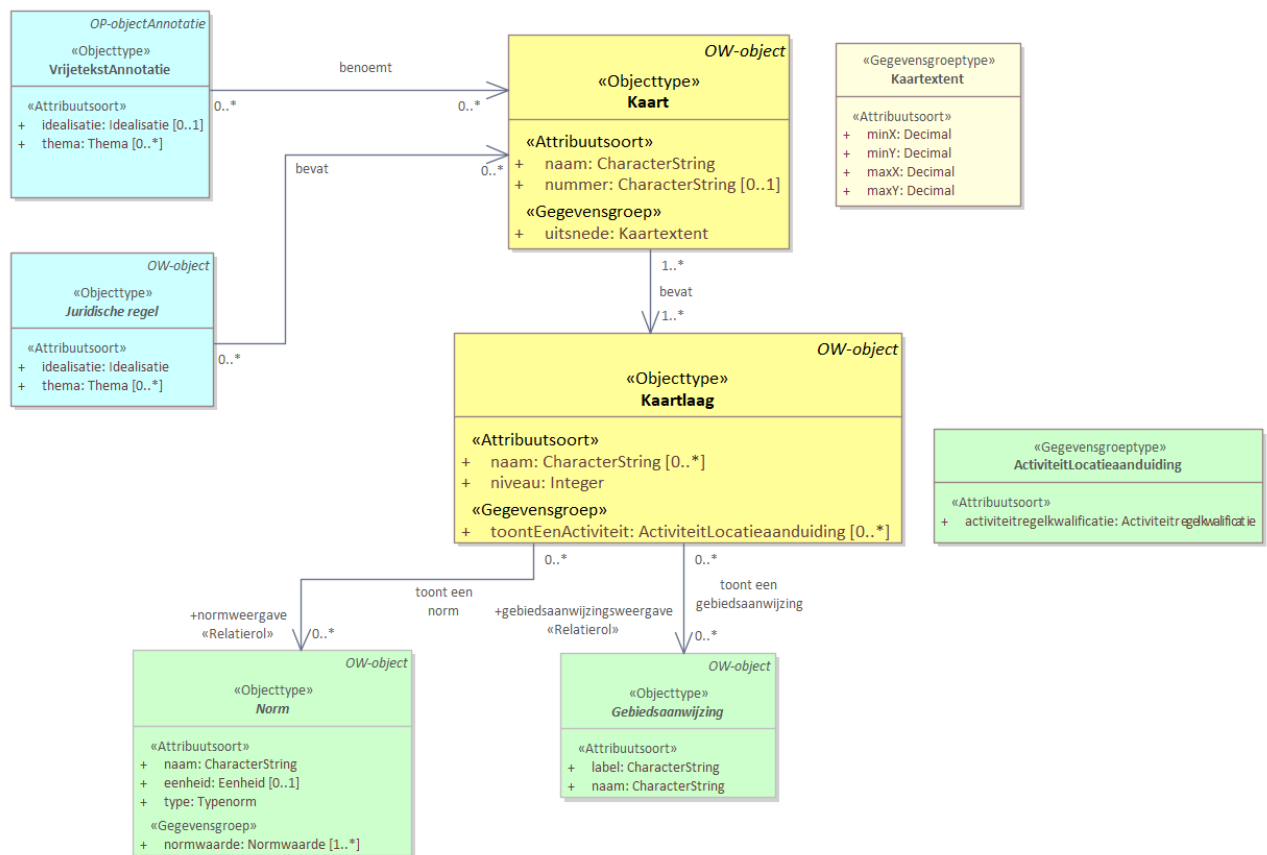 OP-objectAnnotatie
«Objecttype»
VrijetekstAnnotatie
«Attribuutsoort»
+ idealisatie: Idealisatie [0..1]
+ thema: Thema [0..*]
benoemt
0..*
0..*
OW-object
«Objecttype»
Kaart
«Attribuutsoort»
+ naam: CharacterString
+ nummer: CharacterString [0..1]
«Gegevensgroep»
+ uitsnede: Kaartextent
«Gegevensgroeptype»
Kaartextent
«Attribuutsoort»
+ minX: Decimal
+ minY: Decimal
+ maxX: Decimal
+ maxY: Decimal
bevat
0..*
OW-object
«Objecttype»
Juridische regel
«Attribuutsoort»
+ idealisatie: Idealisatie
+ thema: Thema [0..*]
0..*
1..*
bevat
1..*
OW-object
«Objecttype»
Kaartlaag
«Attribuutsoort»
+ naam: CharacterString [0..*]
+ niveau: Integer
«Gegevensgroep»
+ toontEenActiviteit: ActiviteitLocatieaanduiding [0..*]
«Gegevensgroeptype»
ActiviteitLocatieaanduiding
«Attribuutsoort»
+ activiteitregelkwalificatie: Activiteitregelkwalificatie
0..*
toont een
norm
+normweergave
«Relatierol»
0..*
0..*
toont een
gebiedsaanwijzing
+gebiedsaanwijzingsweergave
«Relatierol»
0..*
OW-object
«Objecttype»
Norm
«Attribuutsoort»
+ naam: CharacterString
+ eenheid: Eenheid [0..1]
+ type: Typenorm
«Gegevensgroep»
+ normwaarde: Normwaarde [1..*]
OW-object
«Objecttype»
Gebiedsaanwijzing
«Attribuutsoort»
+ label: CharacterString
+ naam: CharacterString